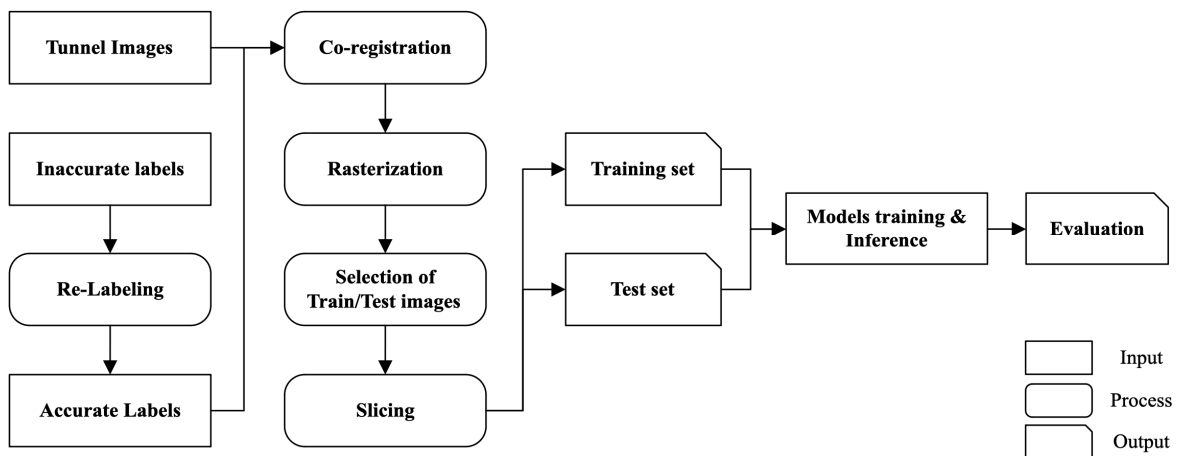 Tunnel Images
Inaccurate labels
Re-Labeling
Accurate Labels
Co-registration
Rasterization
Selection of
Train/Test images
Slicing
Training set
Test set
Models training &
Inference
Evaluation
Input
Process
Output